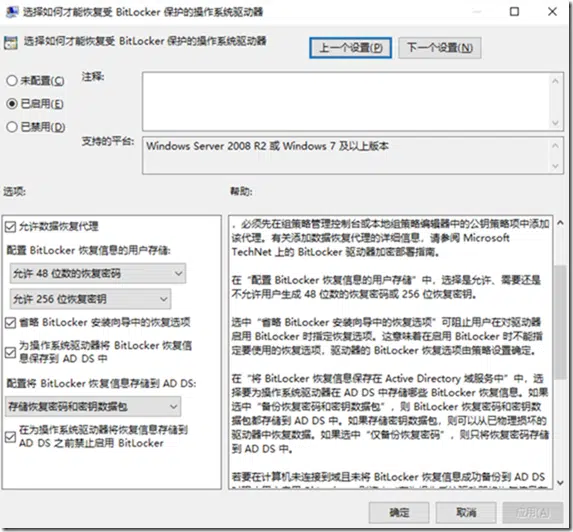 选择如何才能恢复受 BitLocker 保护的操作系统驱动器
选择如何才能恢复受 BitLocker 保护的操作系统驱动器
上一个设置(P)
下一个设置(N)
未配置(C)
注释:
已启用(E)
已禁用(D)
支持的平台:
Windows Server 2008 R2 或 Windows 7 及以上版本
选项:
帮助:
允许数据恢复代理
配置 BitLocker 恢复信息的用户存储:
允许 48 位数的恢复密码
允许 256 位恢复密钥
省略 BitLocker 安装向导中的恢复选项
为操作系统驱动器将 BitLocker 恢复信
息保存到 AD DS 中
配置将 BitLocker 恢复信息存储到 AD DS:
存储恢复密码和密钥数据包
在为操作系统驱动器将恢复信息存储到
AD DS 之前禁止启用 BitLocker
，必须先在组策略管理控制台或本地组策略编辑器中的公钥策略项中添加
该代理。有关添加数据恢复代理的详细信息，请参阅 Microsoft
TechNet 上的 BitLocker 驱动器加密部署指南。
在“配置 BitLocker 恢复信息的用户存储”中，选择是允许、需要还是
不允许用户生成 48 位数的恢复密码或 256 位恢复密钥。
选中“省略 BitLocker 安装向导中的恢复选项”可阻止用户在对驱动器
启用 BitLocker 时指定恢复选项。这意味着在启用 BitLocker 时不能指
定要使用的恢复选项，驱动器的 BitLocker 恢复选项由策略设置确定。
在“将 BitLocker 恢复信息保存在 Active Directory 域服务中”中，选
择要为操作系统驱动器在 AD DS 中存储哪些 BitLocker 恢复信息。如果
选中“备份恢复密码和密钥数据包”，则 BitLocker 恢复密码和密钥数
据包都存储到 AD DS 中。如果存储密钥数据包，则可以从已物理损坏的
驱动器中恢复数据。如果选中“仅备份恢复密码”，则只将恢复密码存储
到 AD DS 中。
若要在计算机未连接到域且未将 BitLocker 恢复信息成功备份到 AD DS
确定
取消
应用(A)